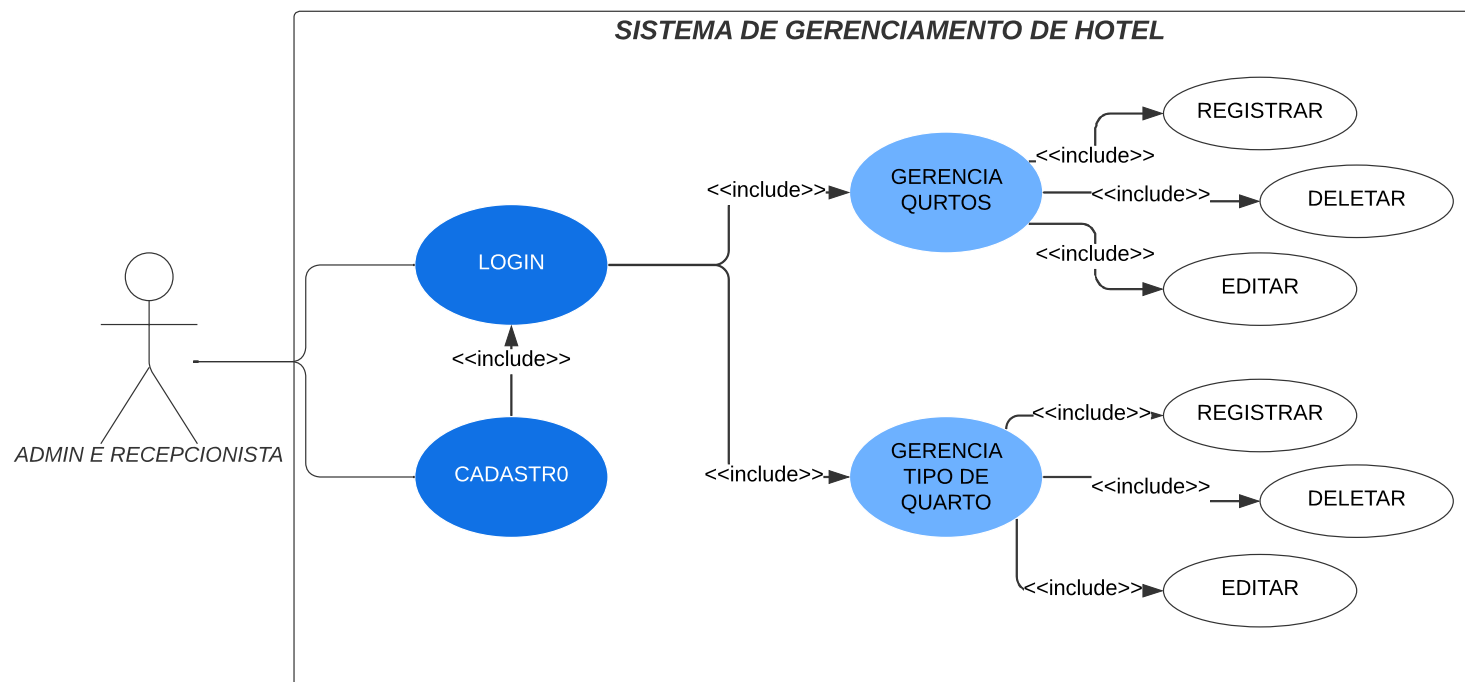 SISTEMA DE GERENCIAMENTO DE HOTEL
REGISTRAR
<<include>>
GERENCIA
QURTOS
<<include>>
<<include>>
DELETAR
<<include>>
EDITAR
LOGIN
<<include>>
ADMIN E RECEPCIONISTA
CADASTR0
<<include>>
GERENCIA
TIPO DE
QUARTO
<<include>>
REGISTRAR
<<include>>
DELETAR
<<include>>
EDITAR